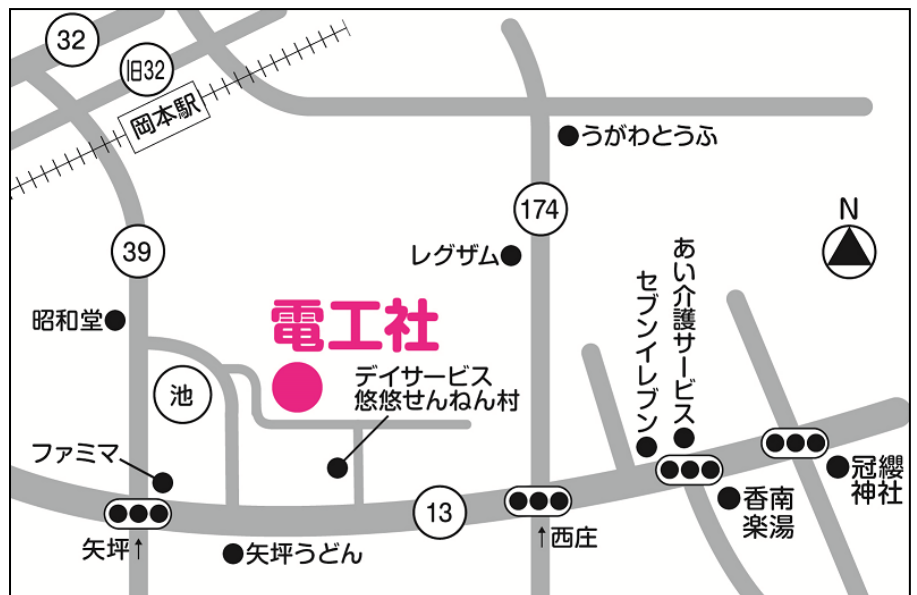 32
旧32
岡本駅
うがわとうふ
174
N
39
レグザム
あい介護サービス
セブンイレブン
昭和堂
電工社
デイサービス
悠悠せんねん村
池
ファミマ
冠纓
神社
香南
楽湯
13
矢坪↑
矢坪うどん
↑西庄